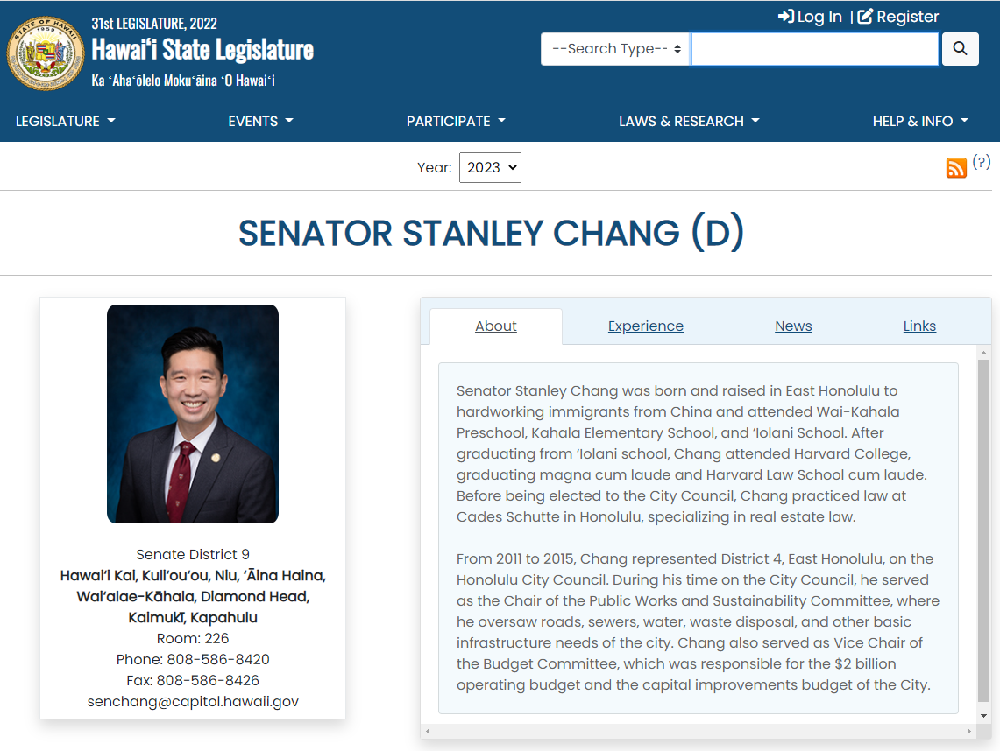 STATE OF HAWAII
1959
31st LEGISLATURE, 2022
Hawaiʻi State Legislature
Ka ʻAhaʻōlelo Mokuʻāina ʻO Hawaiʻi
Log In | Register
--Search Type--
LEGISLATURE EVENTS PARTICIPATE LAWS & RESEARCH HELP & INFO
Year: 2023 (?)
SENATOR STANLEY CHANG (D)
Senate District 9
Hawai‘i Kai, Kuli‘ou‘ou, Niu, ‘Āina Haina,
Wai‘alae-Kāhala, Diamond Head,
Kaimukī, Kapahulu
Room: 226
Phone: 808-586-8420
Fax: 808-586-8426
senchang@capitol.hawaii.gov
About Experience News Links
Senator Stanley Chang was born and raised in East Honolulu to
hardworking immigrants from China and attended Wai-Kahala
Preschool, Kahala Elementary School, and ‘Iolani School. After
graduating from ‘Iolani school, Chang attended Harvard College,
graduating magna cum laude and Harvard Law School cum laude.
Before being elected to the City Council, Chang practiced law at
Cades Schutte in Honolulu, specializing in real estate law.
From 2011 to 2015, Chang represented District 4, East Honolulu, on the
Honolulu City Council. During his time on the City Council, he served
as the Chair of the Public Works and Sustainability Committee, where
he oversaw roads, sewers, water, waste disposal, and other basic
infrastructure needs of the city. Chang also served as Vice Chair of
the Budget Committee, which was responsible for the $2 billion
operating budget and the capital improvements budget of the City.